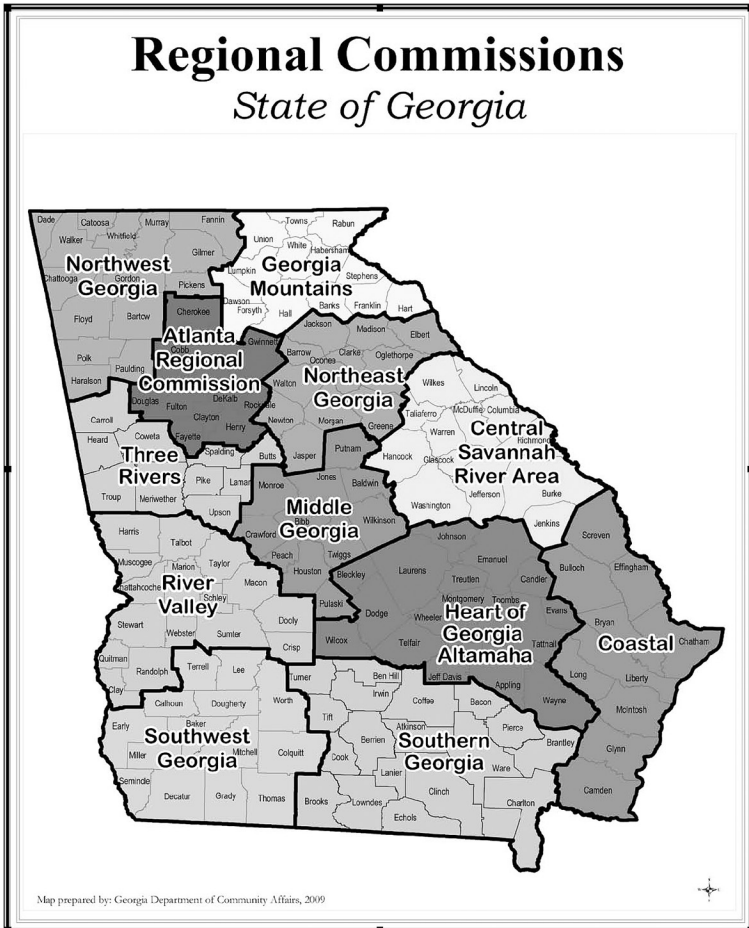 Regional Commissions
State of Georgia
Dade
Catoosa
Murray
Fannin
Walker
Whitfield
Gilmer
Northwest
Georgia
Chattooga
Gordon
Pickens
Floyd
Bartow
Polk
Paulding
Haralson
Towns
Rabun
Union
White
Habersham
Lumpkin
Georgia
Mountains
Stephens
Dawson
Forsyth
Hall
Banks
Franklin
Hart
Cherokee
Atlanta
Regional
Commission
Cobb
Gwinnett
Douglas
Fulton
DeKalb
Rockdale
Clayton
Henry
Fayette
Jackson
Madison
Elbert
Barrow
Clarke
Oconee
Oglethorpe
Walton
Northeast
Georgia
Newton
Morgan
Greene
Jasper
Wilkes
Lincoln
Taliaferro
McDuffie
Columbia
Warren
Central
Savannah
River Area
Richmond
Hancock
Glascock
Jefferson
Burke
Washington
Jenkins
Carroll
Heard
Coweta
Three
Rivers
Spalding
Butts
Pike
Lamar
Troup
Meriwether
Upson
Putnam
Monroe
Jones
Baldwin
Middle
Georgia
Bibb
Wilkinson
Crawford
Peach
Twiggs
Houston
Pulaski
Harris
Talbot
Muscogee
Marion
Taylor
hattahoochee
River
Valley
Macon
Schley
Stewart
Webster
Sumter
Dooly
Crisp
Quitman
Randolph
Clay
Johnson
Emanuel
Laurens
Treutlen
Candler
Bleckley
Montgomery
Toombs
Evans
Dodge
Wheeler
Heart of
Georgia
Altamaha
Wilcox
Telfair
Tattnall
Jeff Davis
Appling
Wayne
Screven
Bulloch
Effingham
Bryan
Coastal
Chatham
Long
Liberty
McIntosh
Glynn
Camden
Terrell
Lee
Calhoun
Dougherty
Worth
Early
Baker
Southwest
Georgia
Miller
Mitchell
Colquitt
Seminole
Decatur
Grady
Thomas
Turner
Ben Hill
Irwin
Coffee
Bacon
Tift
Atkinson
Pierce
Berrien
Southern
Georgia
Brantley
Cook
Lanier
Ware
Clinch
Brooks
Lowndes
Echols
Charlton
Map prepared by: Georgia Department of Community Affairs, 2009